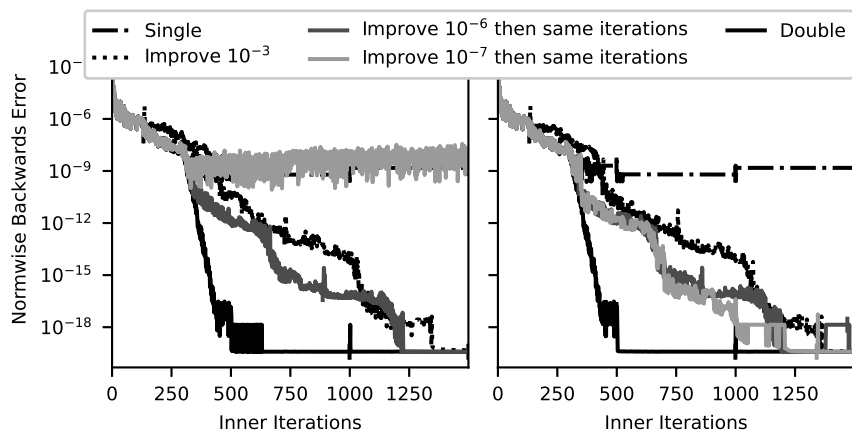 Single
Improve 10⁻³
Improve 10⁻⁶ then same iterations
Improve 10⁻⁷ then same iterations
Double
Normwise Backwards Error
10⁻
10⁻⁶
10⁻⁹
10⁻¹²
10⁻¹⁵
10⁻¹⁸
0 250 500 750 1000 1250
Inner Iterations
0 250 500 750 1000 1250
Inner Iterations